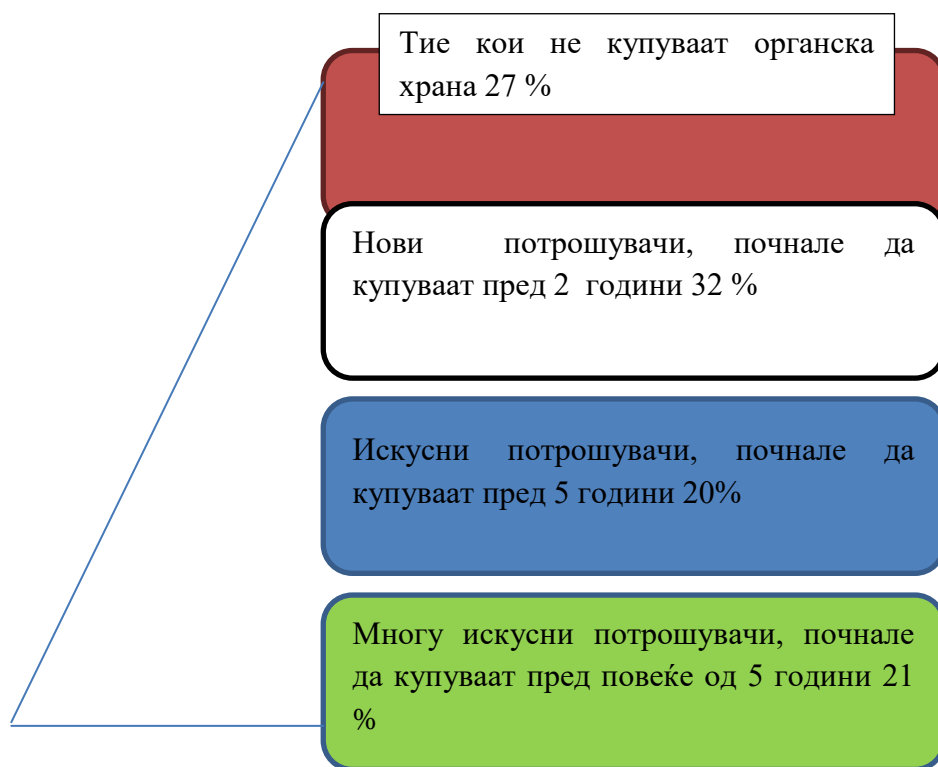 Тие кои не купуваат органска
храна 27 %
Нови потрошувачи, почнале да
купуваат пред 2 години 32 %
Искусни потрошувачи, почнале да
купуваат пред 5 години 20%
Многу искусни потрошувачи, почнале
да купуваат пред повеќе од 5 години 21
%